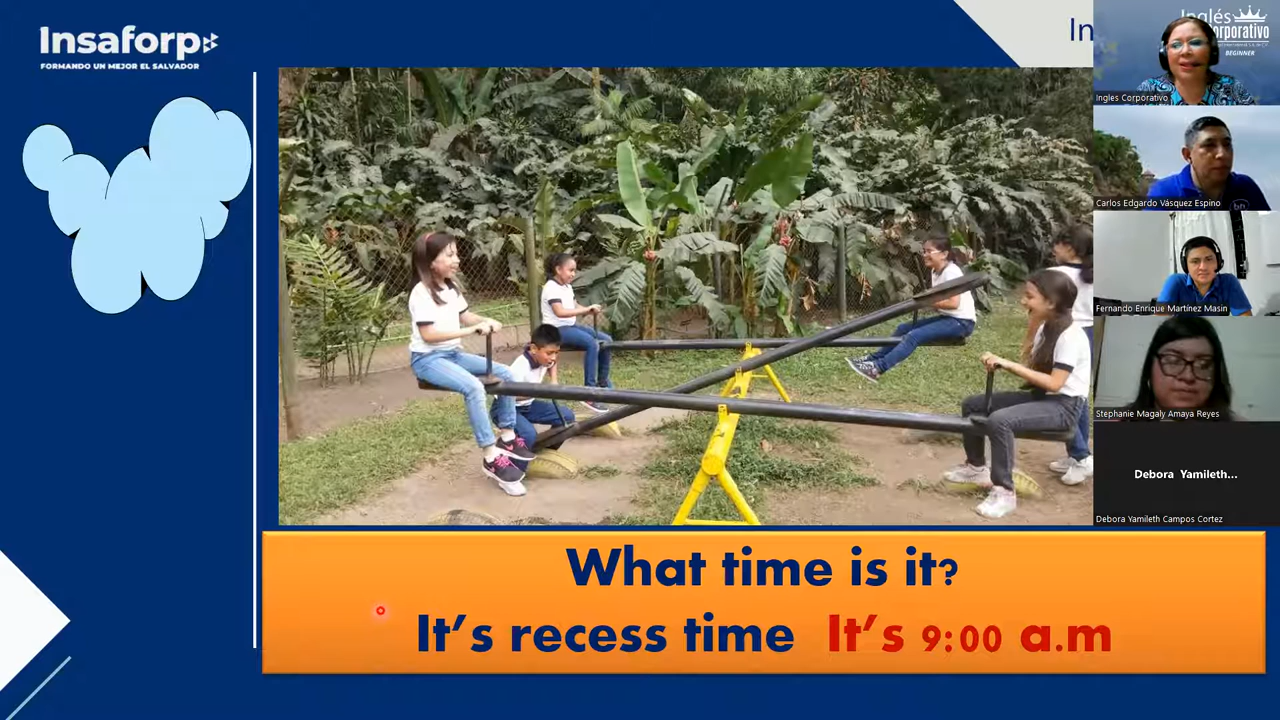 Insaforp
FORMANDO UN MEJOR EL SALVADOR
In
Inglés
Corporativo
BEGINNER
Ingles Corporativo
Carlos Edgardo Vásquez Espino
Fernando Enrique Martínez Masin
Stephanie Magaly Amaya Reyes
Debora Yamileth...
Debora Yamileth Campos Cortez
What time is it?
It's recess time It's 9:00 a.m